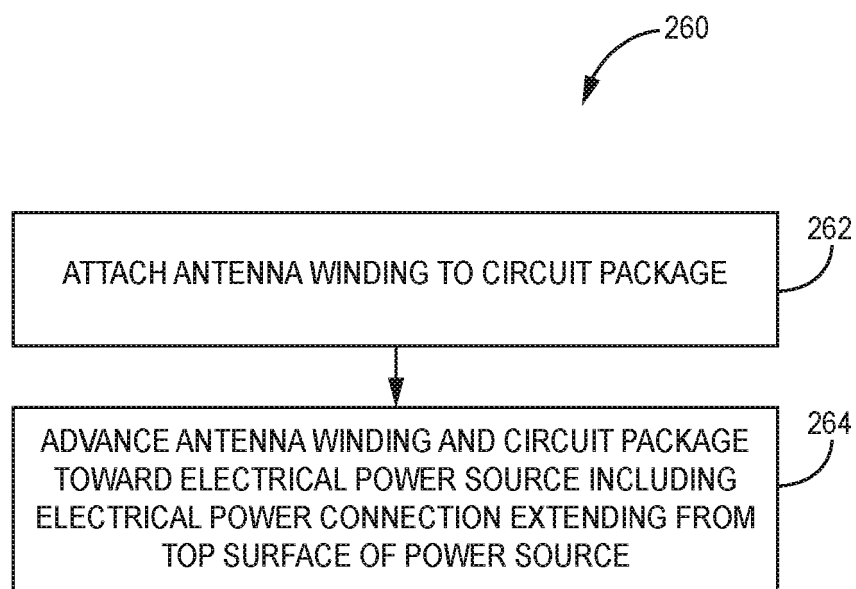 260
262
ATTACH ANTENNA WINDING TO CIRCUIT PACKAGE
264
ADVANCE ANTENNA WINDING AND CIRCUIT PACKAGE
TOWARD ELECTRICAL POWER SOURCE INCLUDING
ELECTRICAL POWER CONNECTION EXTENDING FROM
TOP SURFACE OF POWER SOURCE